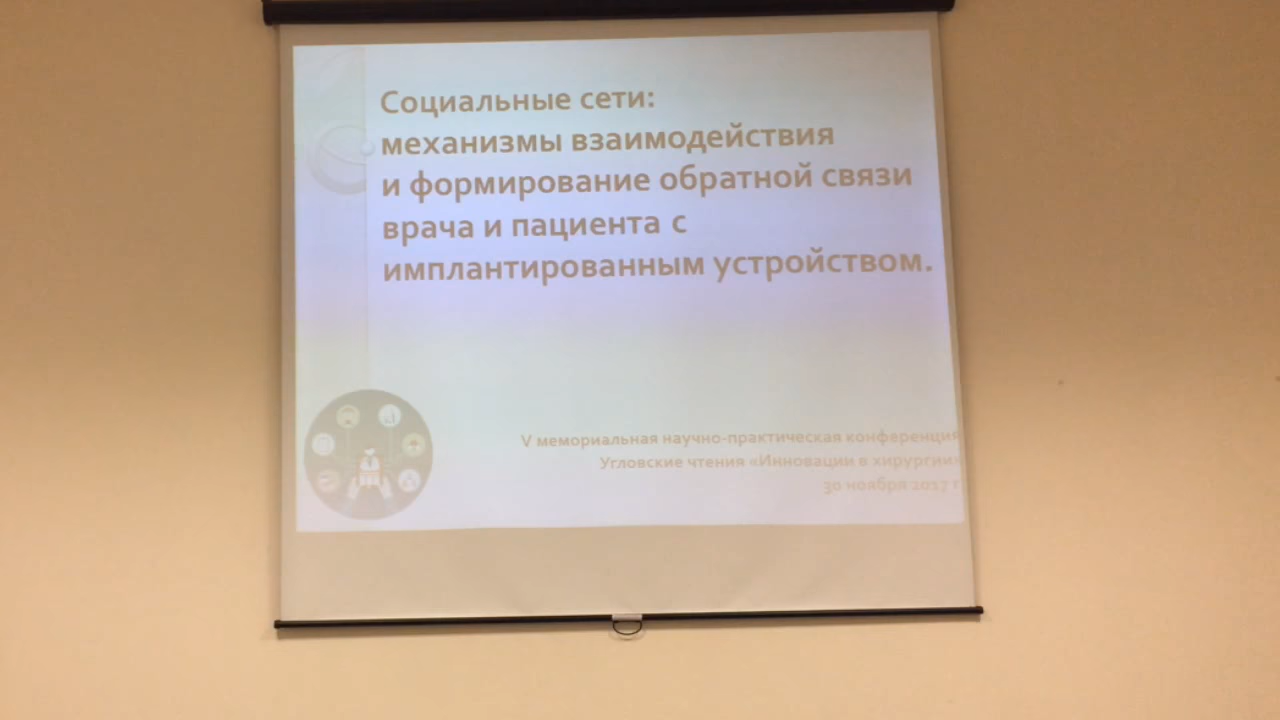 Социальные сети:
механизмы взаимодействия
и формирование обратной связи
врача и пациента с
имплантированным устройством.
V мемориальная научно-практическая конференция
Угловские чтения «Инновации в хирургии»
30 ноября 2017 г